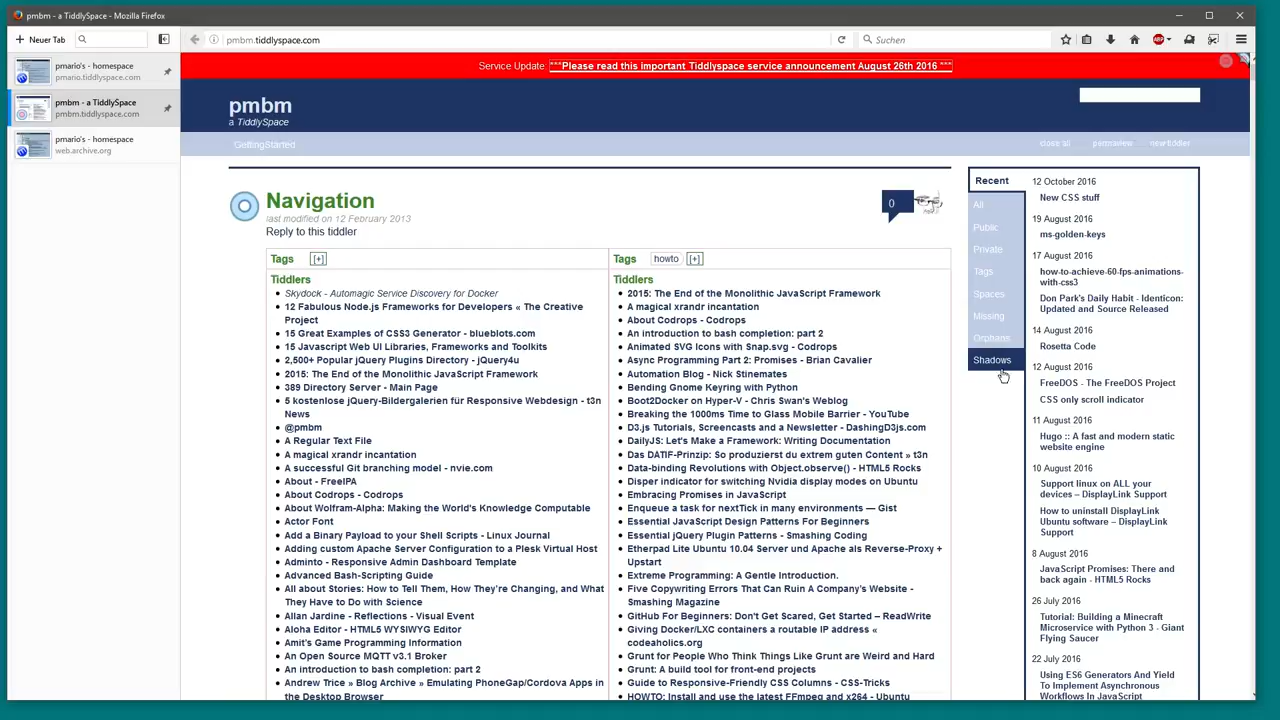 pmbm - a TiddlySpace - Mozilla Firefox
Neuer Tab
pmbm.tiddlyspace.com
Suchen
ABP
pmario's - homespace
pmario.tiddlyspace.com
pmbm - a TiddlySpace
pmbm.tiddlyspace.com
pmario's - homespace
web.archive.org
Service Update: ***Please read this important Tiddlyspace service announcement August 26th 2016 ***
pmbm
a TiddlySpace
GettingStarted
close all permaview new tiddler
Navigation
last modified on 12 February 2013
Reply to this tiddler
0
Tags [+]
Tiddlers
Skydock - Automagic Service Discovery for Docker
12 Fabulous Node.js Frameworks for Developers « The Creative
Project
15 Great Examples of CSS3 Generator - blueblots.com
15 Javascript Web UI Libraries, Frameworks and Toolkits
2,500+ Popular jQuery Plugins Directory - jQuery4u
2015: The End of the Monolithic JavaScript Framework
389 Directory Server - Main Page
5 kostenlose jQuery-Bildergalerien für Responsive Webdesign - t3n
News
@pmbm
A Regular Text File
A magical xrandr incantation
A successful Git branching model - nvie.com
About - FreeIPA
About Codrops - Codrops
About Wolfram-Alpha: Making the World's Knowledge Computable
Actor Font
Add a Binary Payload to your Shell Scripts - Linux Journal
Adding custom Apache Server Configuration to a Plesk Virtual Host
Adminto - Responsive Admin Dashboard Template
Advanced Bash-Scripting Guide
All about Stories: How to Tell Them, How They're Changing, and What
They Have to Do with Science
Allan Jardine - Reflections - Visual Event
Aloha Editor - HTML5 WYSIWYG Editor
Amit's Game Programming Information
An Open Source MQTT v3.1 Broker
An introduction to bash completion: part 2
Andrew Trice » Blog Archive » Emulating PhoneGap/Cordova Apps in
the Desktop Browser
Tags howto [+]
Tiddlers
2015: The End of the Monolithic JavaScript Framework
A magical xrandr incantation
About Codrops - Codrops
An introduction to bash completion: part 2
Animated SVG Icons with Snap.svg - Codrops
Async Programming Part 2: Promises - Brian Cavalier
Automation Blog - Nick Stinemates
Bending Gnome Keyring with Python
Boot2Docker on Hyper-V - Chris Swan's Weblog
Breaking the 1000ms Time to Glass Mobile Barrier - YouTube
D3.js Tutorials, Screencasts and a Newsletter - DashingD3js.com
DailyJS: Let's Make a Framework: Writing Documentation
Das DATIF-Prinzip: So produzierst du extrem guten Content » t3n
Data-binding Revolutions with Object.observe() - HTML5 Rocks
Disper indicator for switching Nvidia display modes on Ubuntu
Embracing Promises in JavaScript
Enqueue a task for nextTick in many environments — Gist
Essential JavaScript Design Patterns For Beginners
Essential jQuery Plugin Patterns - Smashing Coding
Etherpad Lite Ubuntu 10.04 Server und Apache als Reverse-Proxy +
Upstart
Extreme Programming: A Gentle Introduction.
Five Copywriting Errors That Can Ruin A Company's Website -
Smashing Magazine
GitHub For Beginners: Don't Get Scared, Get Started – ReadWrite
Giving Docker/LXC containers a routable IP address «
codeaholics.org
Grunt for People Who Think Things Like Grunt are Weird and Hard
Grunt: A build tool for front-end projects
Guide to Responsive-Friendly CSS Columns - CSS-Tricks
HOWTO: Install and use the latest FFmpeg and x264 - Ubuntu
Recent
All
Public
Private
Tags
Spaces
Missing
Orphans
Shadows
12 October 2016
New CSS stuff
19 August 2016
ms-golden-keys
17 August 2016
how-to-achieve-60-fps-animations-
with-css3
Don Park's Daily Habit - Identicon:
Updated and Source Released
14 August 2016
Rosetta Code
12 August 2016
FreeDOS - The FreeDOS Project
CSS only scroll indicator
11 August 2016
Hugo :: A fast and modern static
website engine
10 August 2016
Support linux on ALL your
devices – DisplayLink Support
How to uninstall DisplayLink
Ubuntu software – DisplayLink
Support
8 August 2016
JavaScript Promises: There and
back again - HTML5 Rocks
26 July 2016
Tutorial: Building a Minecraft
Microservice with Python 3 - Giant
Flying Saucer
22 July 2016
Using ES6 Generators And Yield
To Implement Asynchronous
Workflows In JavaScript